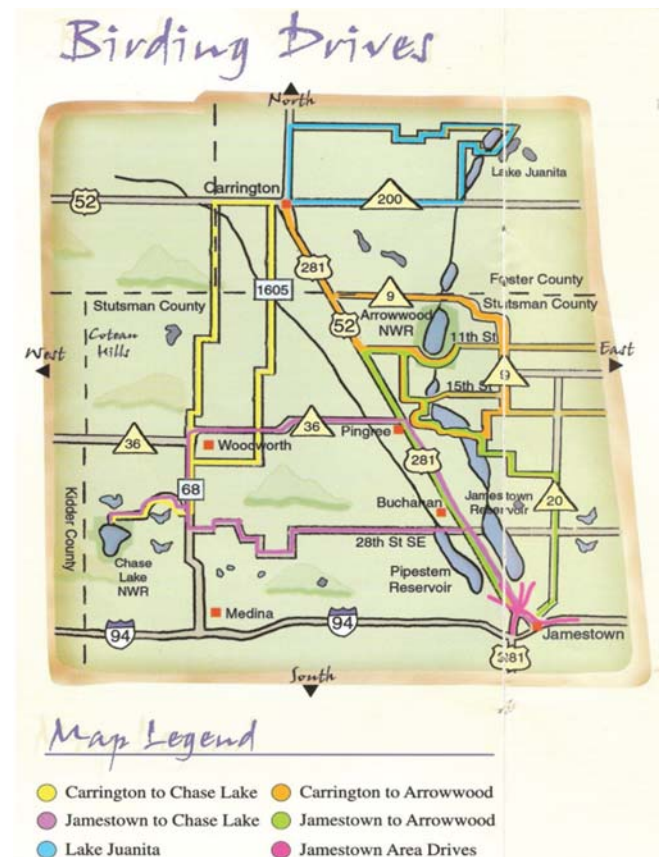 Birding Drives
North
Lake Juanita
Carrington
52
200
281
1605
9
Foster County
Stutsman County
Stutsman County
52
Arrowwood
NWR
11th St
Coteau
Hills
West
East
9
15th St
36
36
Woodworth
Pingree
281
68
Buchanan
Jamestown
Reservoir
20
Kidder County
28th St SE
Chase
Lake
NWR
Pipestem
Reservoir
Medina
94
94
Jamestown
281
South
Map Legend
Carrington to Chase Lake
Carrington to Arrowwood
Jamestown to Chase Lake
Jamestown to Arrowwood
Lake Juanita
Jamestown Area Drives